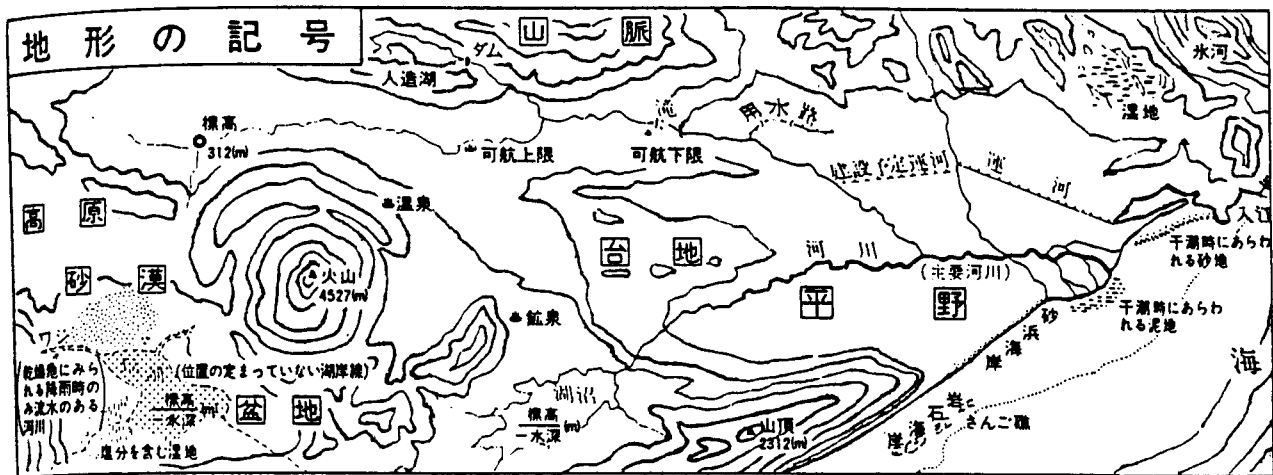 地形の記号
山脈
ダム
人造湖
氷河
湿地
滝
用水路
標高
312(m)
可航上限
可航下限
建設予定運河
運河
高原
温泉
入江
台地
河川
干潮時にあらわ
れる砂地
砂漠
火山
4527(m)
(主要河川)
平野
鉱泉
砂浜海岸
干潮時にあらわ
れる泥地
海
ワジ
(位置の定まっていない湖岸線)
れる降雨時の
み流水のある
河川
標高
水深
(m)
盆地
湖沼
標高
水深
(m)
山頂
2312(m)
岩石海岸
さんご礁
塩分を含む湿地